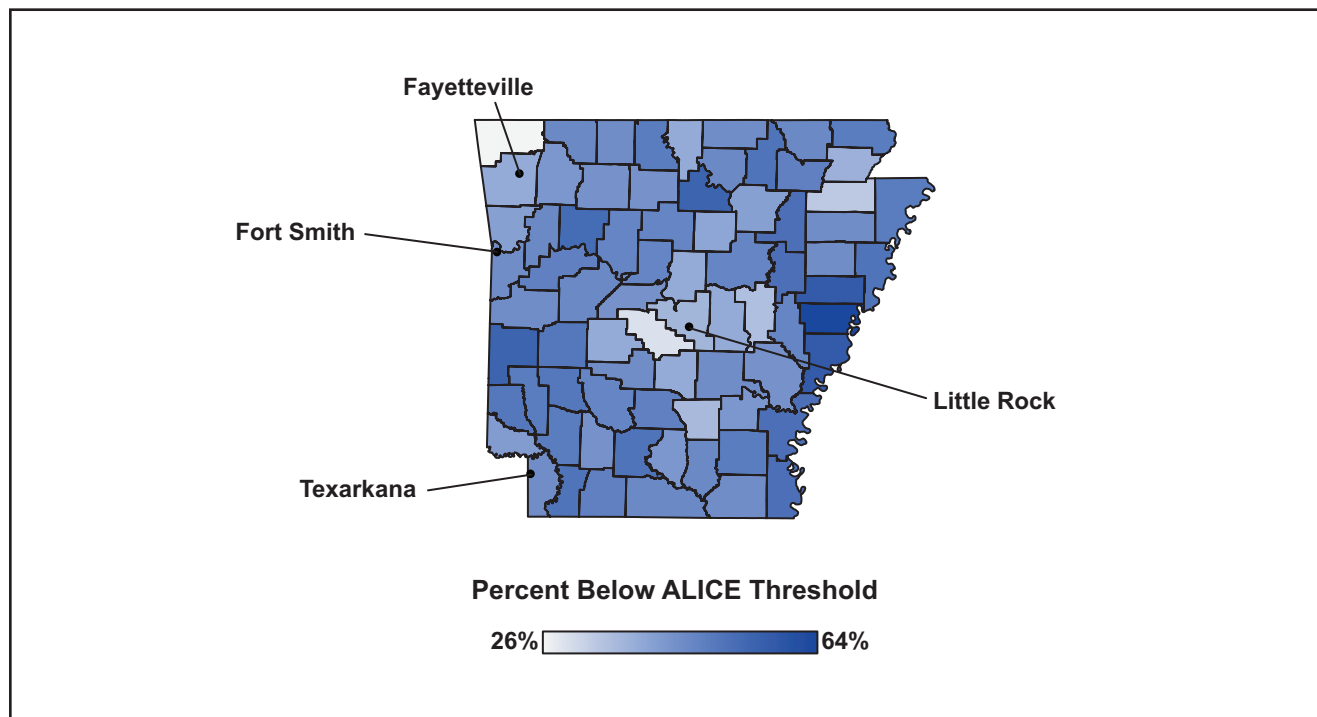 Fayetteville
Fort Smith
Little Rock
Texarkana
Percent Below ALICE Threshold
26% 64%